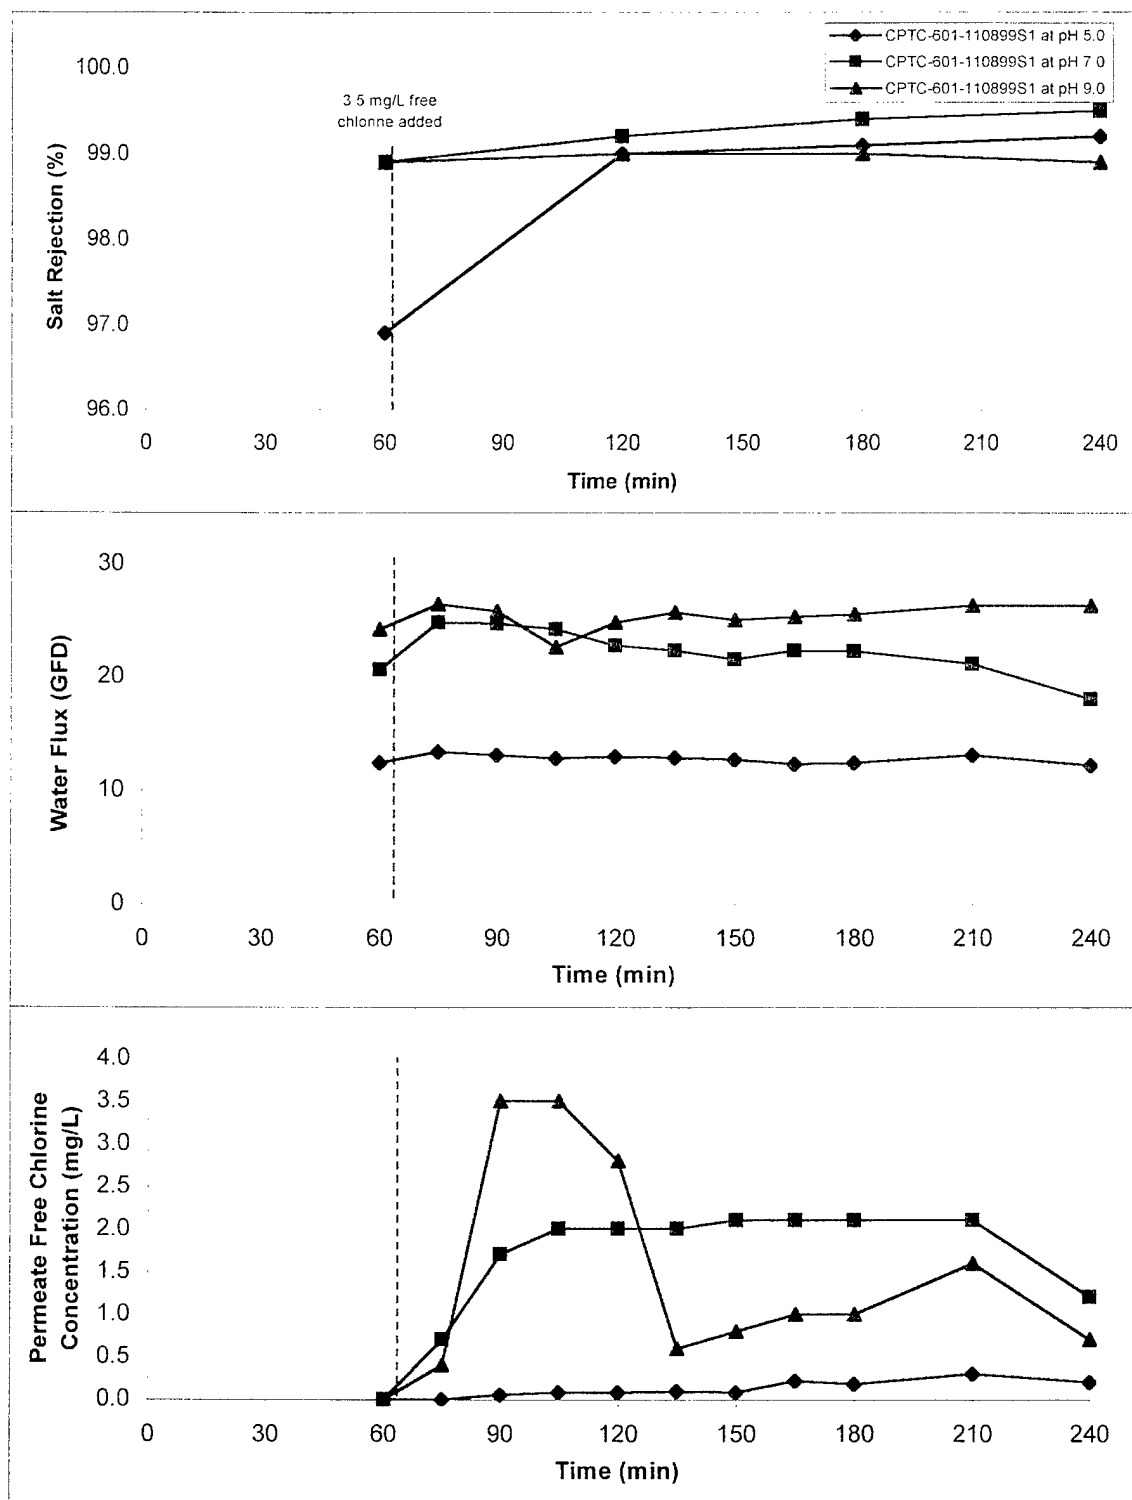 CPTC-601-110899S1 at pH 5.0
CPTC-601-110899S1 at pH 7 0
CPTC-601-110899S1 at pH 9.0
3 5 mg/L free
chlorine added
Salt Rejection (%)
100.0
99.0
98.0
97.0
96.0
0 30 60 90 120 150 180 210 240
Time (min)
Water Flux (GFD)
30
20
10
0
0 30 60 90 120 150 180 210 240
Time (min)
Permeate Free Chlorine
Concentration (mg/L)
4.0
3.5
3.0
2.5
2.0
1.5
1.0
0.5
0.0
0 30 60 90 120 150 180 210 240
Time (min)